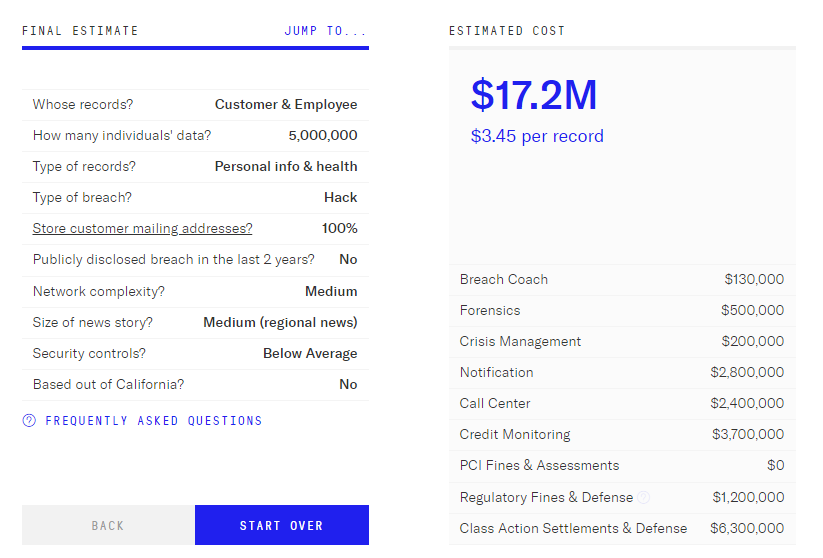 FINAL ESTIMATE
JUMP TO...
Whose records? Customer & Employee
How many individuals' data? 5,000,000
Type of records? Personal info & health
Type of breach? Hack
Store customer mailing addresses? 100%
Publicly disclosed breach in the last 2 years? No
Network complexity? Medium
Size of news story? Medium (regional news)
Security controls? Below Average
Based out of California? No
? FREQUENTLY ASKED QUESTIONS
BACK
START OVER
ESTIMATED COST
$17.2M
$3.45 per record
Breach Coach $130,000
Forensics $500,000
Crisis Management $200,000
Notification $2,800,000
Call Center $2,400,000
Credit Monitoring $3,700,000
PCI Fines & Assessments $0
Regulatory Fines & Defense ? $1,200,000
Class Action Settlements & Defense $6,300,000